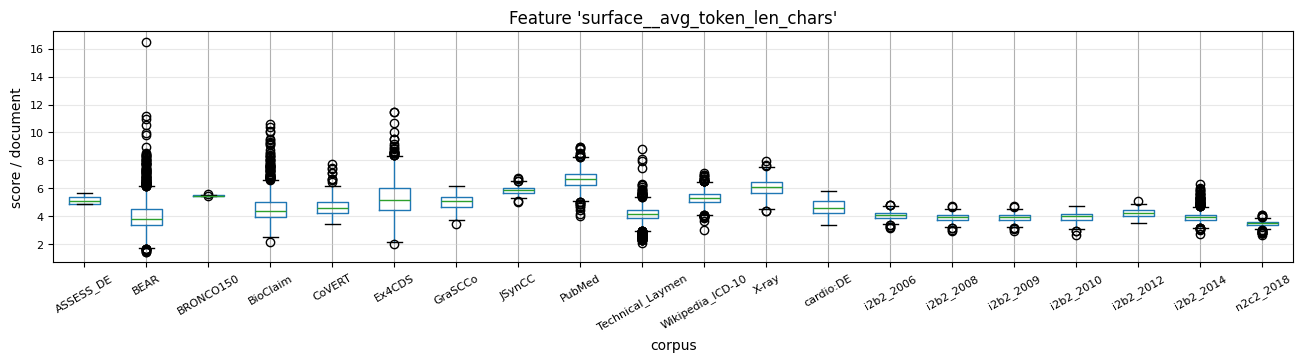 Feature 'surface__avg_token_len_chars'
score / document
16
14
12
10
8
6
4
2
ASSESS_DE
BEAR
BRONCO150
BioClaim
CoVERT
Ex4CDS
GraSCCo
JSynCC
PubMed
Technical_Laymen
Wikipedia_ICD-10
X-ray
cardio:DE
i2b2_2006
i2b2_2008
i2b2_2009
i2b2_2010
i2b2_2012
i2b2_2014
n2c2_2018
corpus